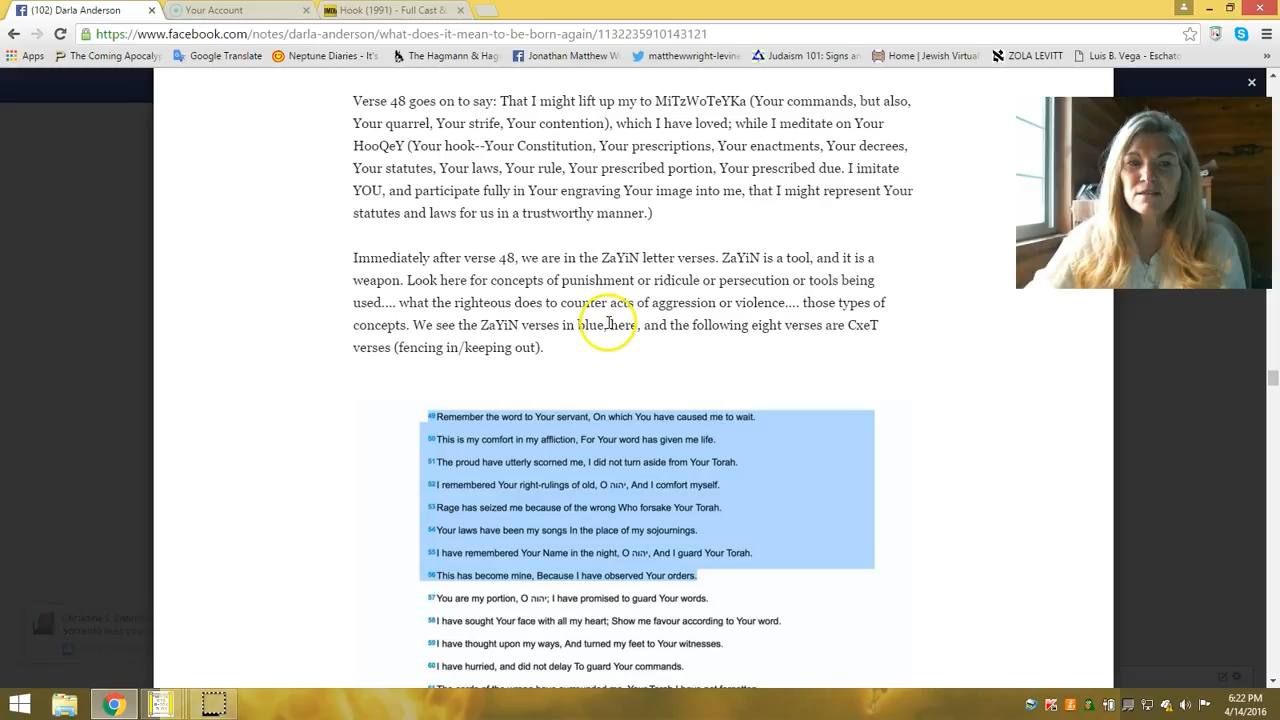 (102) Darla Anderson
Your Account
IMDb Hook (1991) - Full Cast &
https://www.facebook.com/notes/darla-anderson/what-does-it-mean-to-be-born-again/1132235910143121
Apps
The Coming Apocalyp
Google Translate
Neptune Diaries - It's
The Hagmann & Hag
Jonathan Matthew W
matthewwright-levine
Judaism 101: Signs an
Home | Jewish Virtual
ZOLA LEVITT
Luis B. Vega - Eschato
Verse 48 goes on to say: That I might lift up my to MiTzWoTeYKa (Your commands, but also,
Your quarrel, Your strife, Your contention), which I have loved; while I meditate on Your
HooQeY (Your hook--Your Constitution, Your prescriptions, Your enactments, Your decrees,
Your statutes, Your laws, Your rule, Your prescribed portion, Your prescribed due. I imitate
YOU, and participate fully in Your engraving Your image into me, that I might represent Your
statutes and laws for us in a trustworthy manner.)
Immediately after verse 48, we are in the ZaYiN letter verses. ZaYiN is a tool, and it is a
weapon. Look here for concepts of punishment or ridicule or persecution or tools being
used.... what the righteous does to counter acts of aggression or violence.... those types of
concepts. We see the ZaYiN verses in blue, here, and the following eight verses are CxeT
verses (fencing in/keeping out).
49 Remember the word to Your servant, On which You have caused me to wait.
50 This is my comfort in my affliction, For Your word has given me life.
51 The proud have utterly scorned me, I did not turn aside from Your Torah.
52 I remembered Your right-rulings of old, O יהוה, And I comfort myself.
53 Rage has seized me because of the wrong Who forsake Your Torah.
54 Your laws have been my songs In the place of my sojournings.
55 I have remembered Your Name in the night, O יהוה, And I guard Your Torah.
56 This has become mine, Because I have observed Your orders.
57 You are my portion, O יהוה; I have promised to guard Your words.
58 I have sought Your face with all my heart; Show me favour according to Your word.
59 I have thought upon my ways, And turned my feet to Your witnesses.
60 I have hurried, and did not delay To guard Your commands.
6:22 PM
4/14/2016